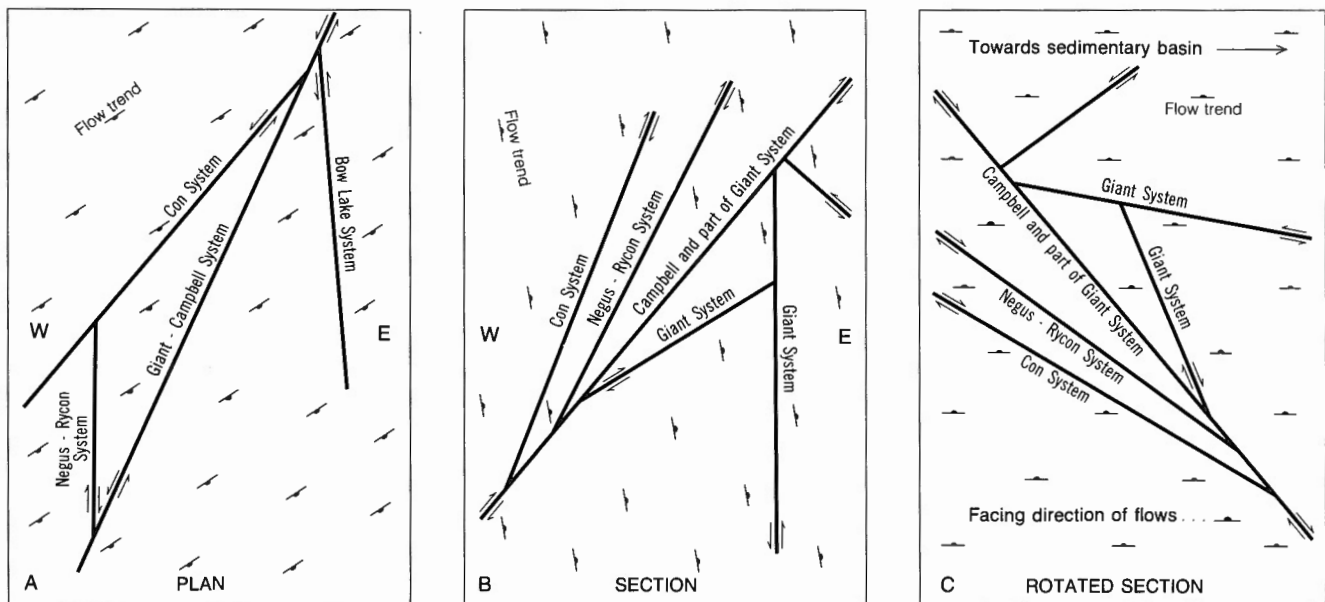 Flow trend
Con System
Giant - Campbell System
Bow Lake System
W
E
Negus - Rycon
System
A
PLAN
Flow trend
Con System
Negus - Rycon System
Campbell and part of Giant System
Giant System
Giant System
W
E
B
SECTION
Towards sedimentary basin
Flow trend
Giant System
Campbell and part of Giant System
Giant System
Negus - Rycon System
Con System
Facing direction of flows . . . .
C
ROTATED SECTION